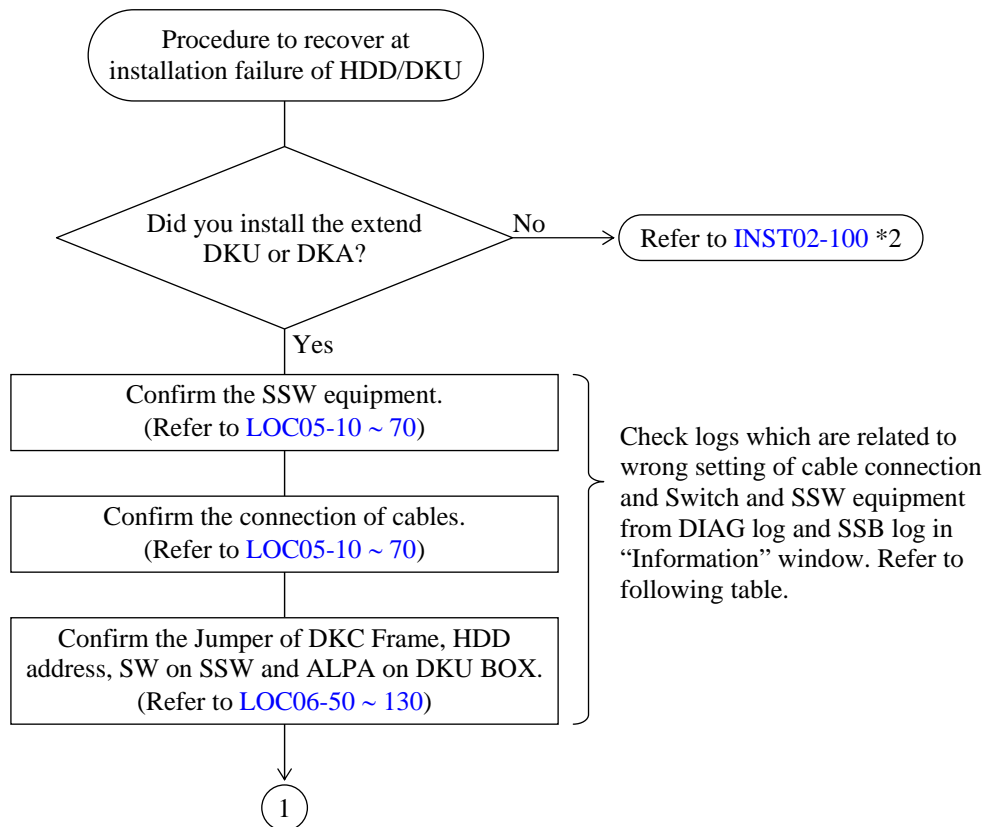 Procedure to recover at
installation failure of HDD/DKU
Did you install the extend
DKU or DKA?
No
Refer to INST02-100 *2
Yes
Confirm the SSW equipment.
(Refer to LOC05-10 ~ 70)
Confirm the connection of cables.
(Refer to LOC05-10 ~ 70)
Confirm the Jumper of DKC Frame, HDD
address, SW on SSW and ALPA on DKU BOX.
(Refer to LOC06-50 ~ 130)
Check logs which are related to
wrong setting of cable connection
and Switch and SSW equipment
from DIAG log and SSB log in
“Information” window. Refer to
following table.
1